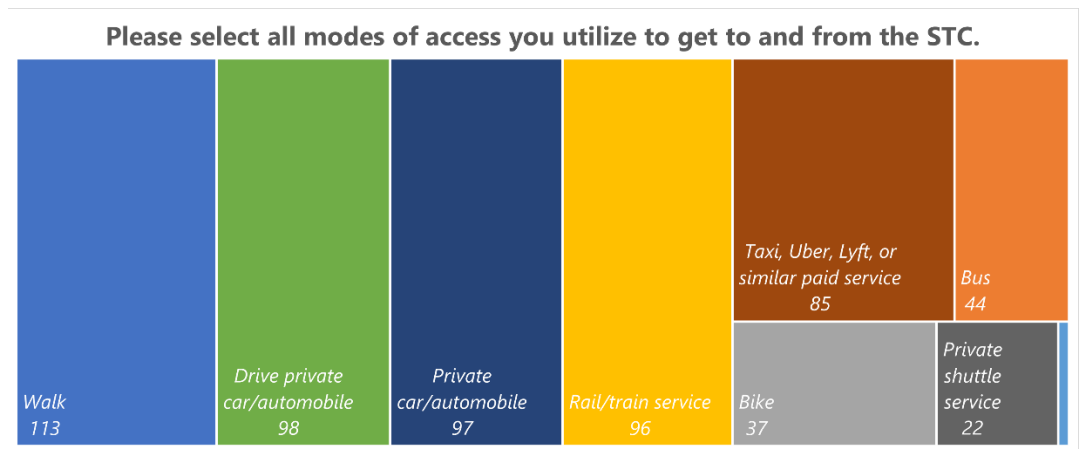 Please select all modes of access you utilize to get to and from the STC.
Walk
113
Drive private
car/automobile
98
Private
car/automobile
97
Rail/train service
96
Taxi, Uber, Lyft, or
similar paid service
85
Bus
44
Bike
37
Private
shuttle
service
22